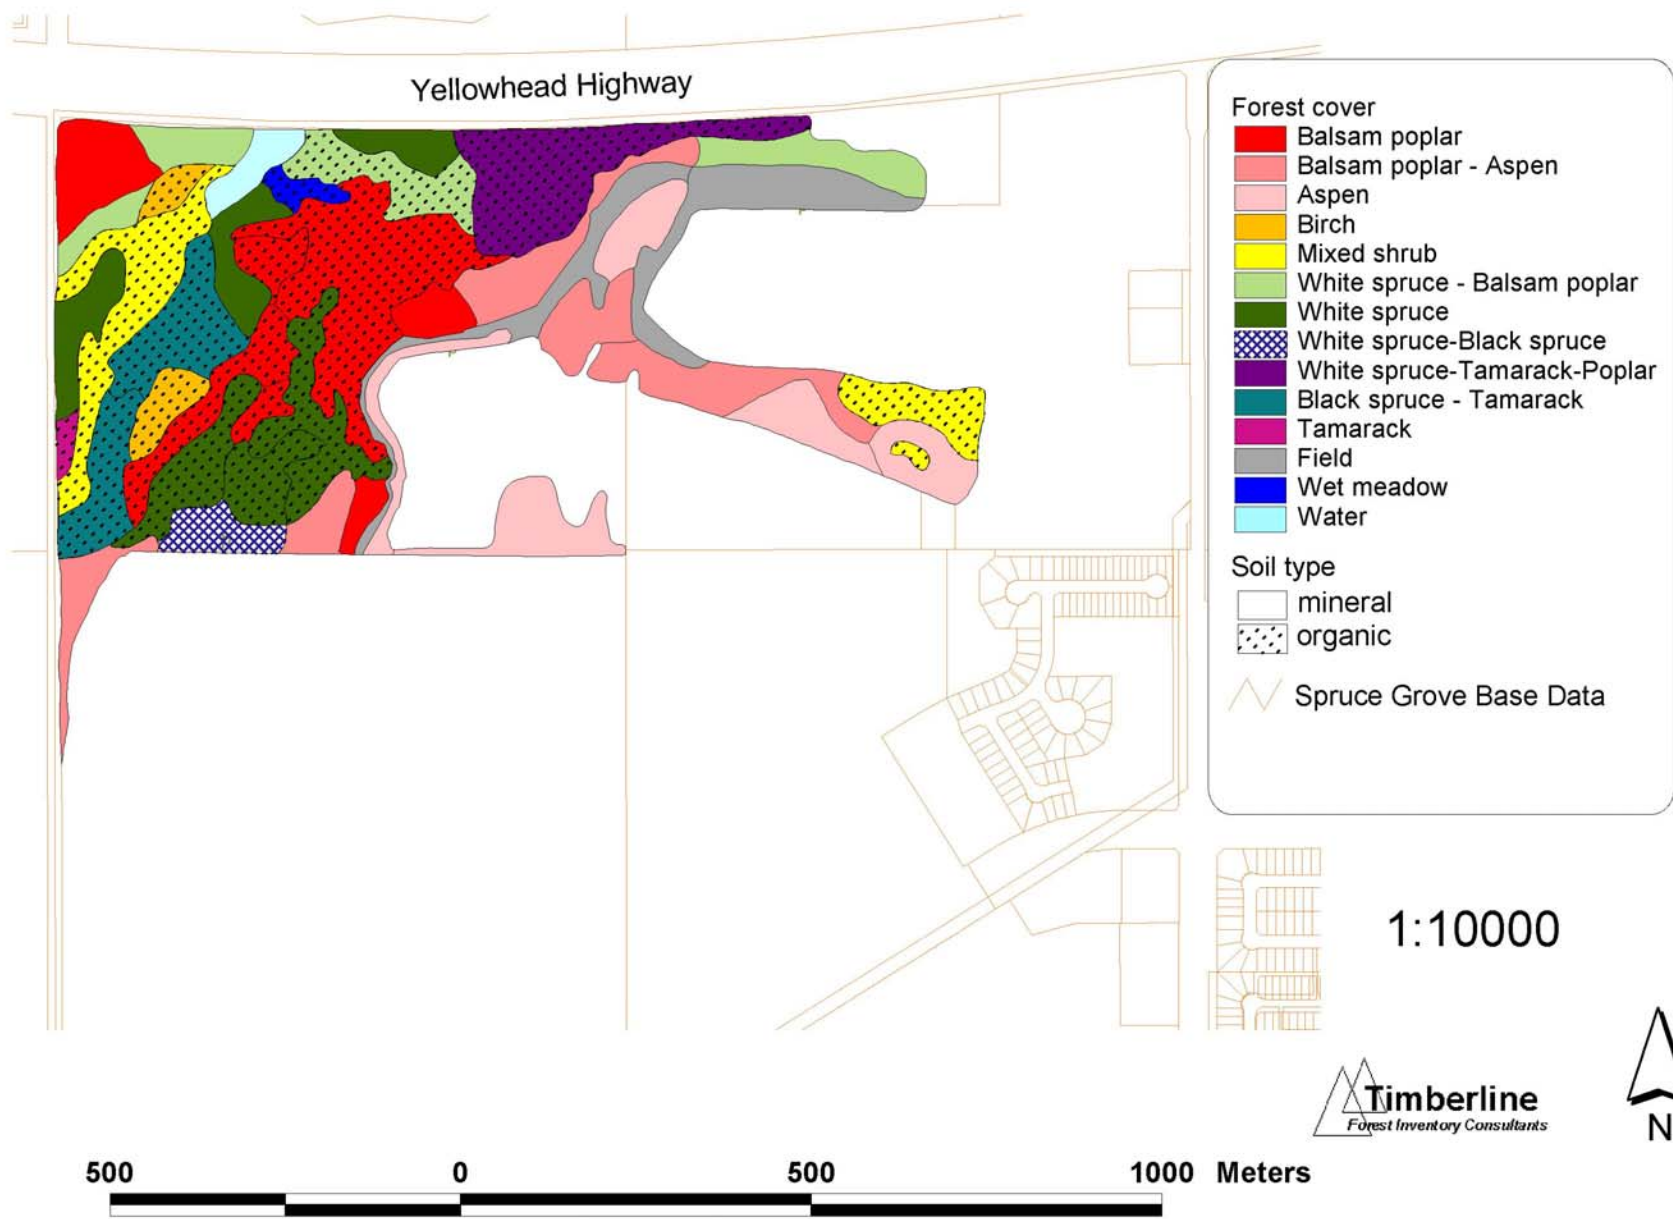 Yellowhead Highway
Forest cover
Balsam poplar
Balsam poplar - Aspen
Aspen
Birch
Mixed shrub
White spruce - Balsam poplar
White spruce
White spruce-Black spruce
White spruce-Tamarack-Poplar
Black spruce - Tamarack
Tamarack
Field
Wet meadow
Water
Soil type
mineral
organic
Spruce Grove Base Data
1:10000
Timberline
Forest Inventory Consultants
N
500 0 500 1000 Meters